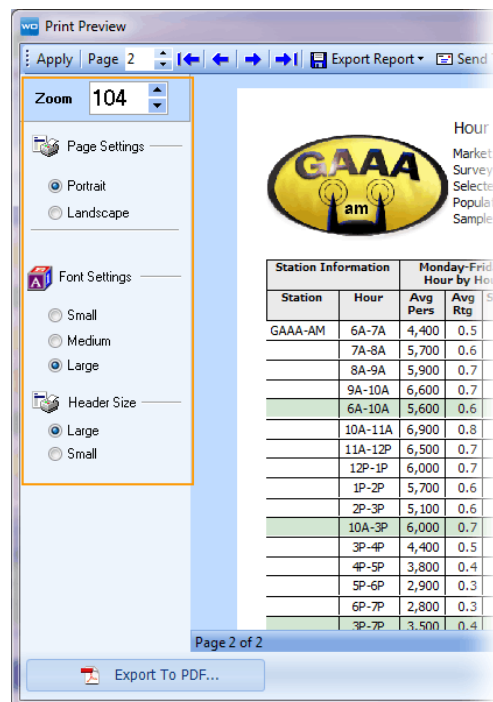 wo Print Preview
Apply Page 2 Export Report Send
Zoom 104
Page Settings
Portrait
Landscape
Font Settings
Small
Medium
Large
Header Size
Large
Small
GAAA
am
Hour
Market
Survey
Selecte
Populat
Sample
Station Information Monday-Frid
Hour by Ho
Station Hour Avg Pers Avg Rtg S
GAAA-AM 6A-7A 4,400 0.5
7A-8A 5,700 0.6
8A-9A 5,900 0.7
9A-10A 6,600 0.7
6A-10A 5,600 0.6
10A-11A 6,900 0.8
11A-12P 6,500 0.7
12P-1P 6,000 0.7
1P-2P 5,700 0.6
2P-3P 5,100 0.6
10A-3P 6,000 0.7
3P-4P 4,400 0.5
4P-5P 3,800 0.4
5P-6P 2,900 0.3
6P-7P 2,800 0.3
3P-7P 3,500 0.4
Page 2 of 2
Export To PDF...